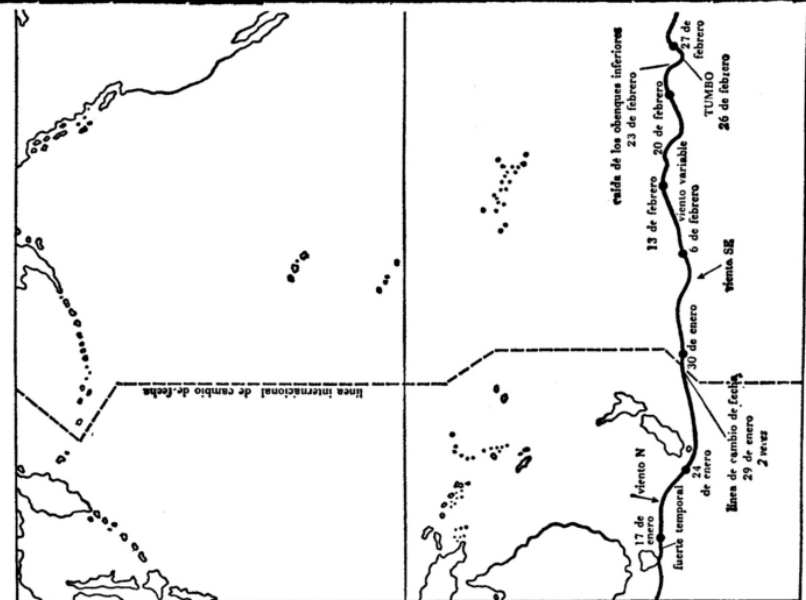 línea internacional de cambio de fecha
17 de
enero
fuerte temporal
viento N
24
de enero
línea de cambio de fecha
29 de enero
2 veces
30 de enero
viento SE
6 de febrero
viento variable
13 de febrero
20 de febrero
caída de los obenques inferiores
23 de febrero
TUMBO
26 de febrero
27 de
febrero